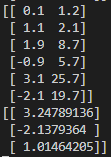 [[ 0.1  1.2]
 [ 1.1  2.1]
 [ 1.9  8.7]
 [-0.9  5.7]
 [ 3.1 25.7]
 [-2.1 19.7]]
[[ 3.24789136]
 [-2.1379364 ]
 [ 1.01464205]]